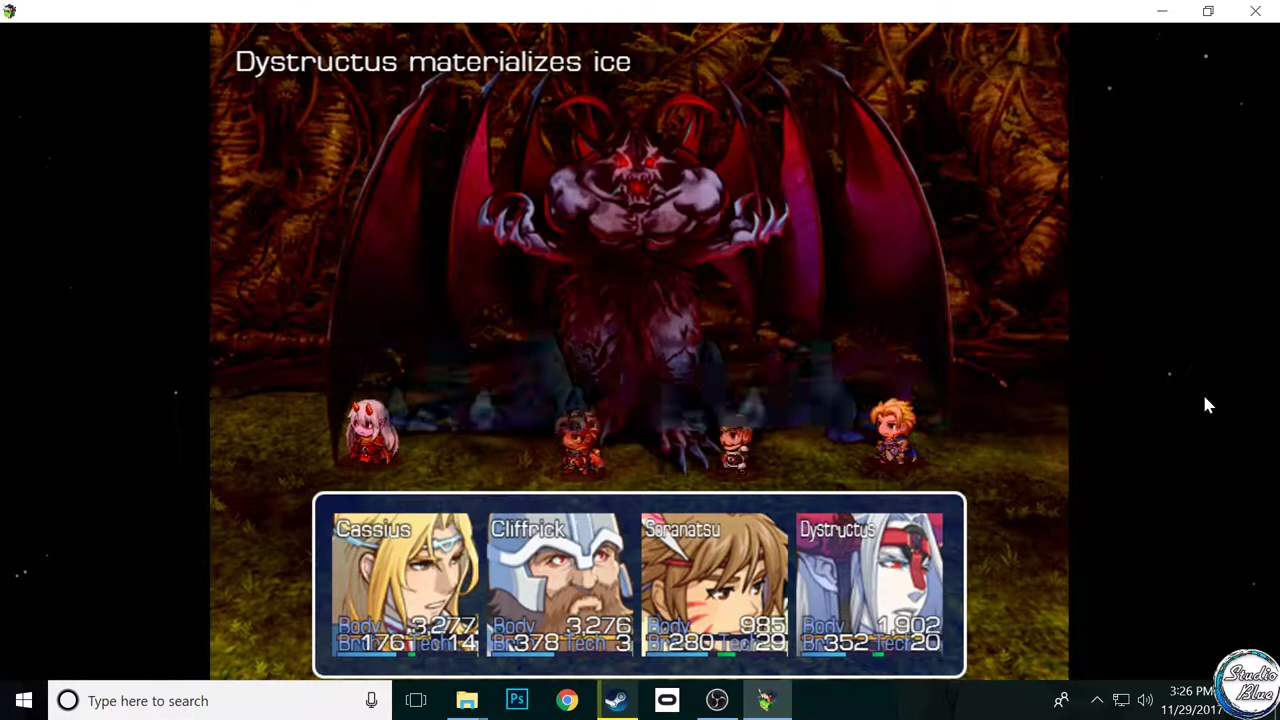 Dystructus materializes ice
Cassius
Cliffrick
Soranatsu
Dystructus
Body 3,277
Body 3,276
Body 985
Body 1,902
Br 176 Tech 14
Br 378 Tech 3
Br 280 Tech 29
Br 352 Tech 20
Ps
Type here to search
3:26 PM
11/29/2017
Studio
Blue